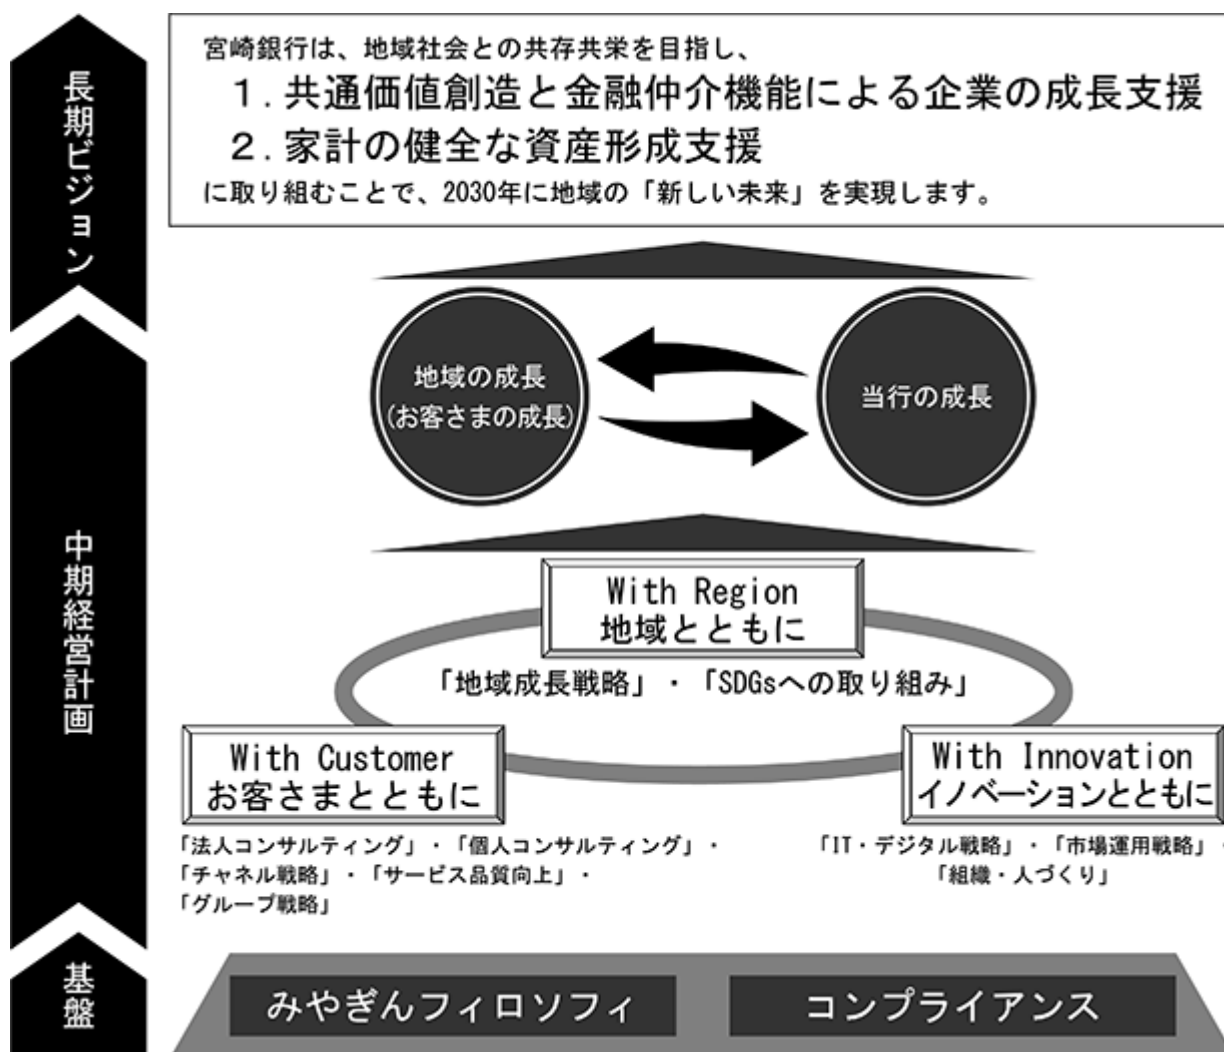 長期ビジョン
宮崎銀行は、地域社会との共存共栄を目指し、
1. 共通価値創造と金融仲介機能による企業の成長支援
2. 家計の健全な資産形成支援
に取り組むことで、2030年に地域の「新しい未来」を実現します。
中期経営計画
地域の成長
(お客さまの成長)
当行の成長
With Region
地域とともに
「地域成長戦略」・「SDGsへの取り組み」
With Customer
お客さまとともに
「法人コンサルティング」・「個人コンサルティング」・
「チャネル戦略」・「サービス品質向上」・
「グループ戦略」
With Innovation
イノベーションとともに
「IT・デジタル戦略」・「市場運用戦略」・
「組織・人づくり」
基盤
みやぎんフィロソフィ
コンプライアンス